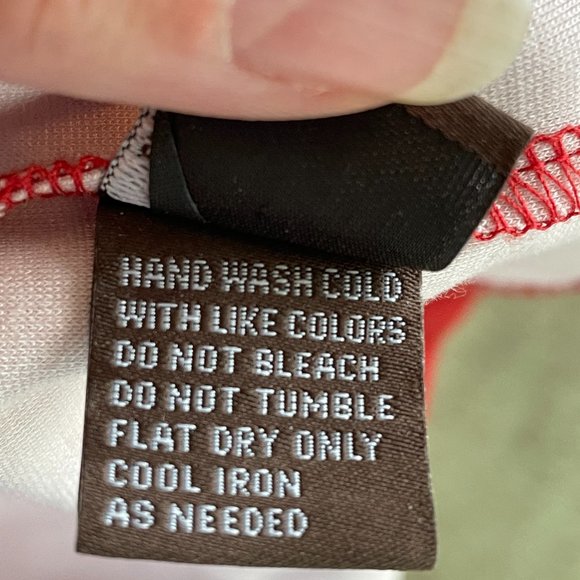 HAND WASH COLD
WITH LIKE COLORS
DO NOT BLEACH
DO NOT TUMBLE
FLAT DRY ONLY
COOL IRON
AS NEEDED